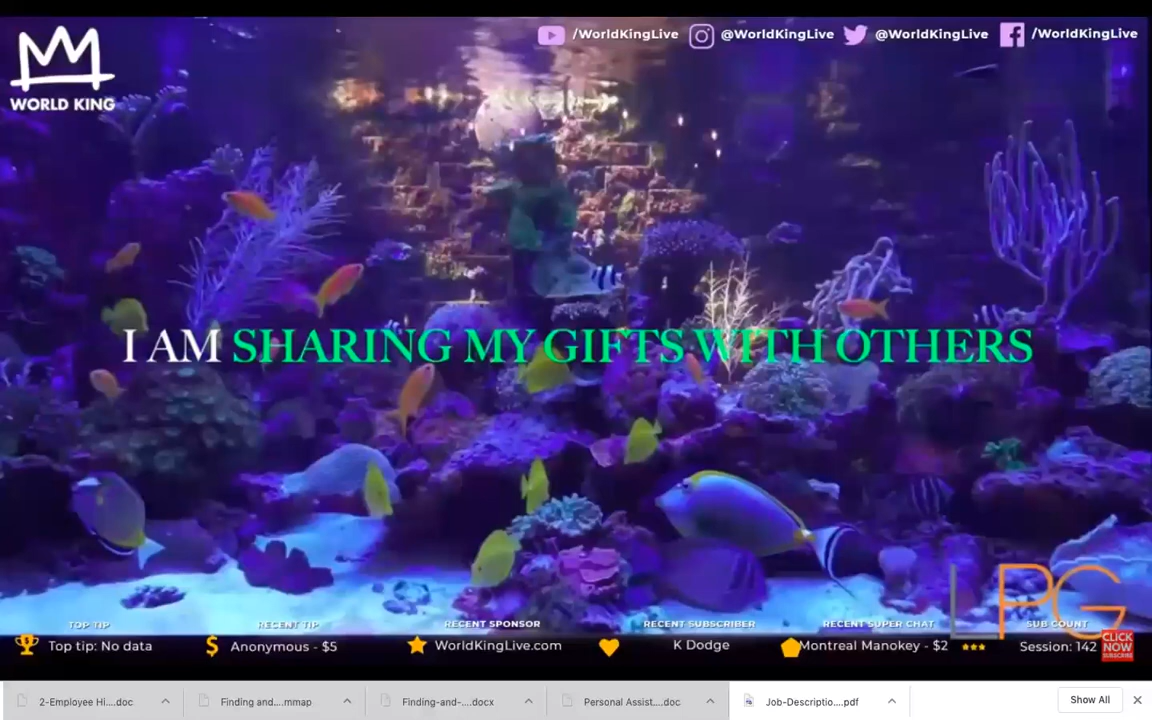 /WorldKingLive @WorldKingLive @WorldKingLive /WorldKingLive
WORLD KING
I AM SHARING MY GIFTS WITH OTHERS
LPG
TOP TIP RECENT TIP RECENT SPONSOR RECENT SUBSCRIBER RECENT SUPER CHAT SUB COUNT
Top tip: No data $ Anonymous - $5 WorldKingLive.com K Dodge Montreal Manokey - $2 Session: 142
CLICK
NOW
SUBSCRIBE
2-Employee Hi....doc Finding and....mmap Finding-and-....docx Personal Assist....doc Job-Descriptio....pdf Show All